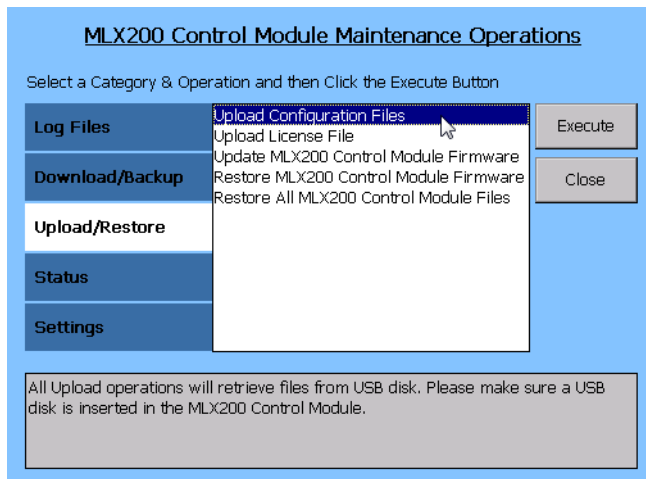 MLX200 Control Module Maintenance Operations
Select a Category & Operation and then Click the Execute Button
Log Files
Download/Backup
Upload/Restore
Status
Settings
Upload Configuration Files
Upload License File
Update MLX200 Control Module Firmware
Restore MLX200 Control Module Firmware
Restore All MLX200 Control Module Files
Execute
Close
All Upload operations will retrieve files from USB disk. Please make sure a USB
disk is inserted in the MLX200 Control Module.